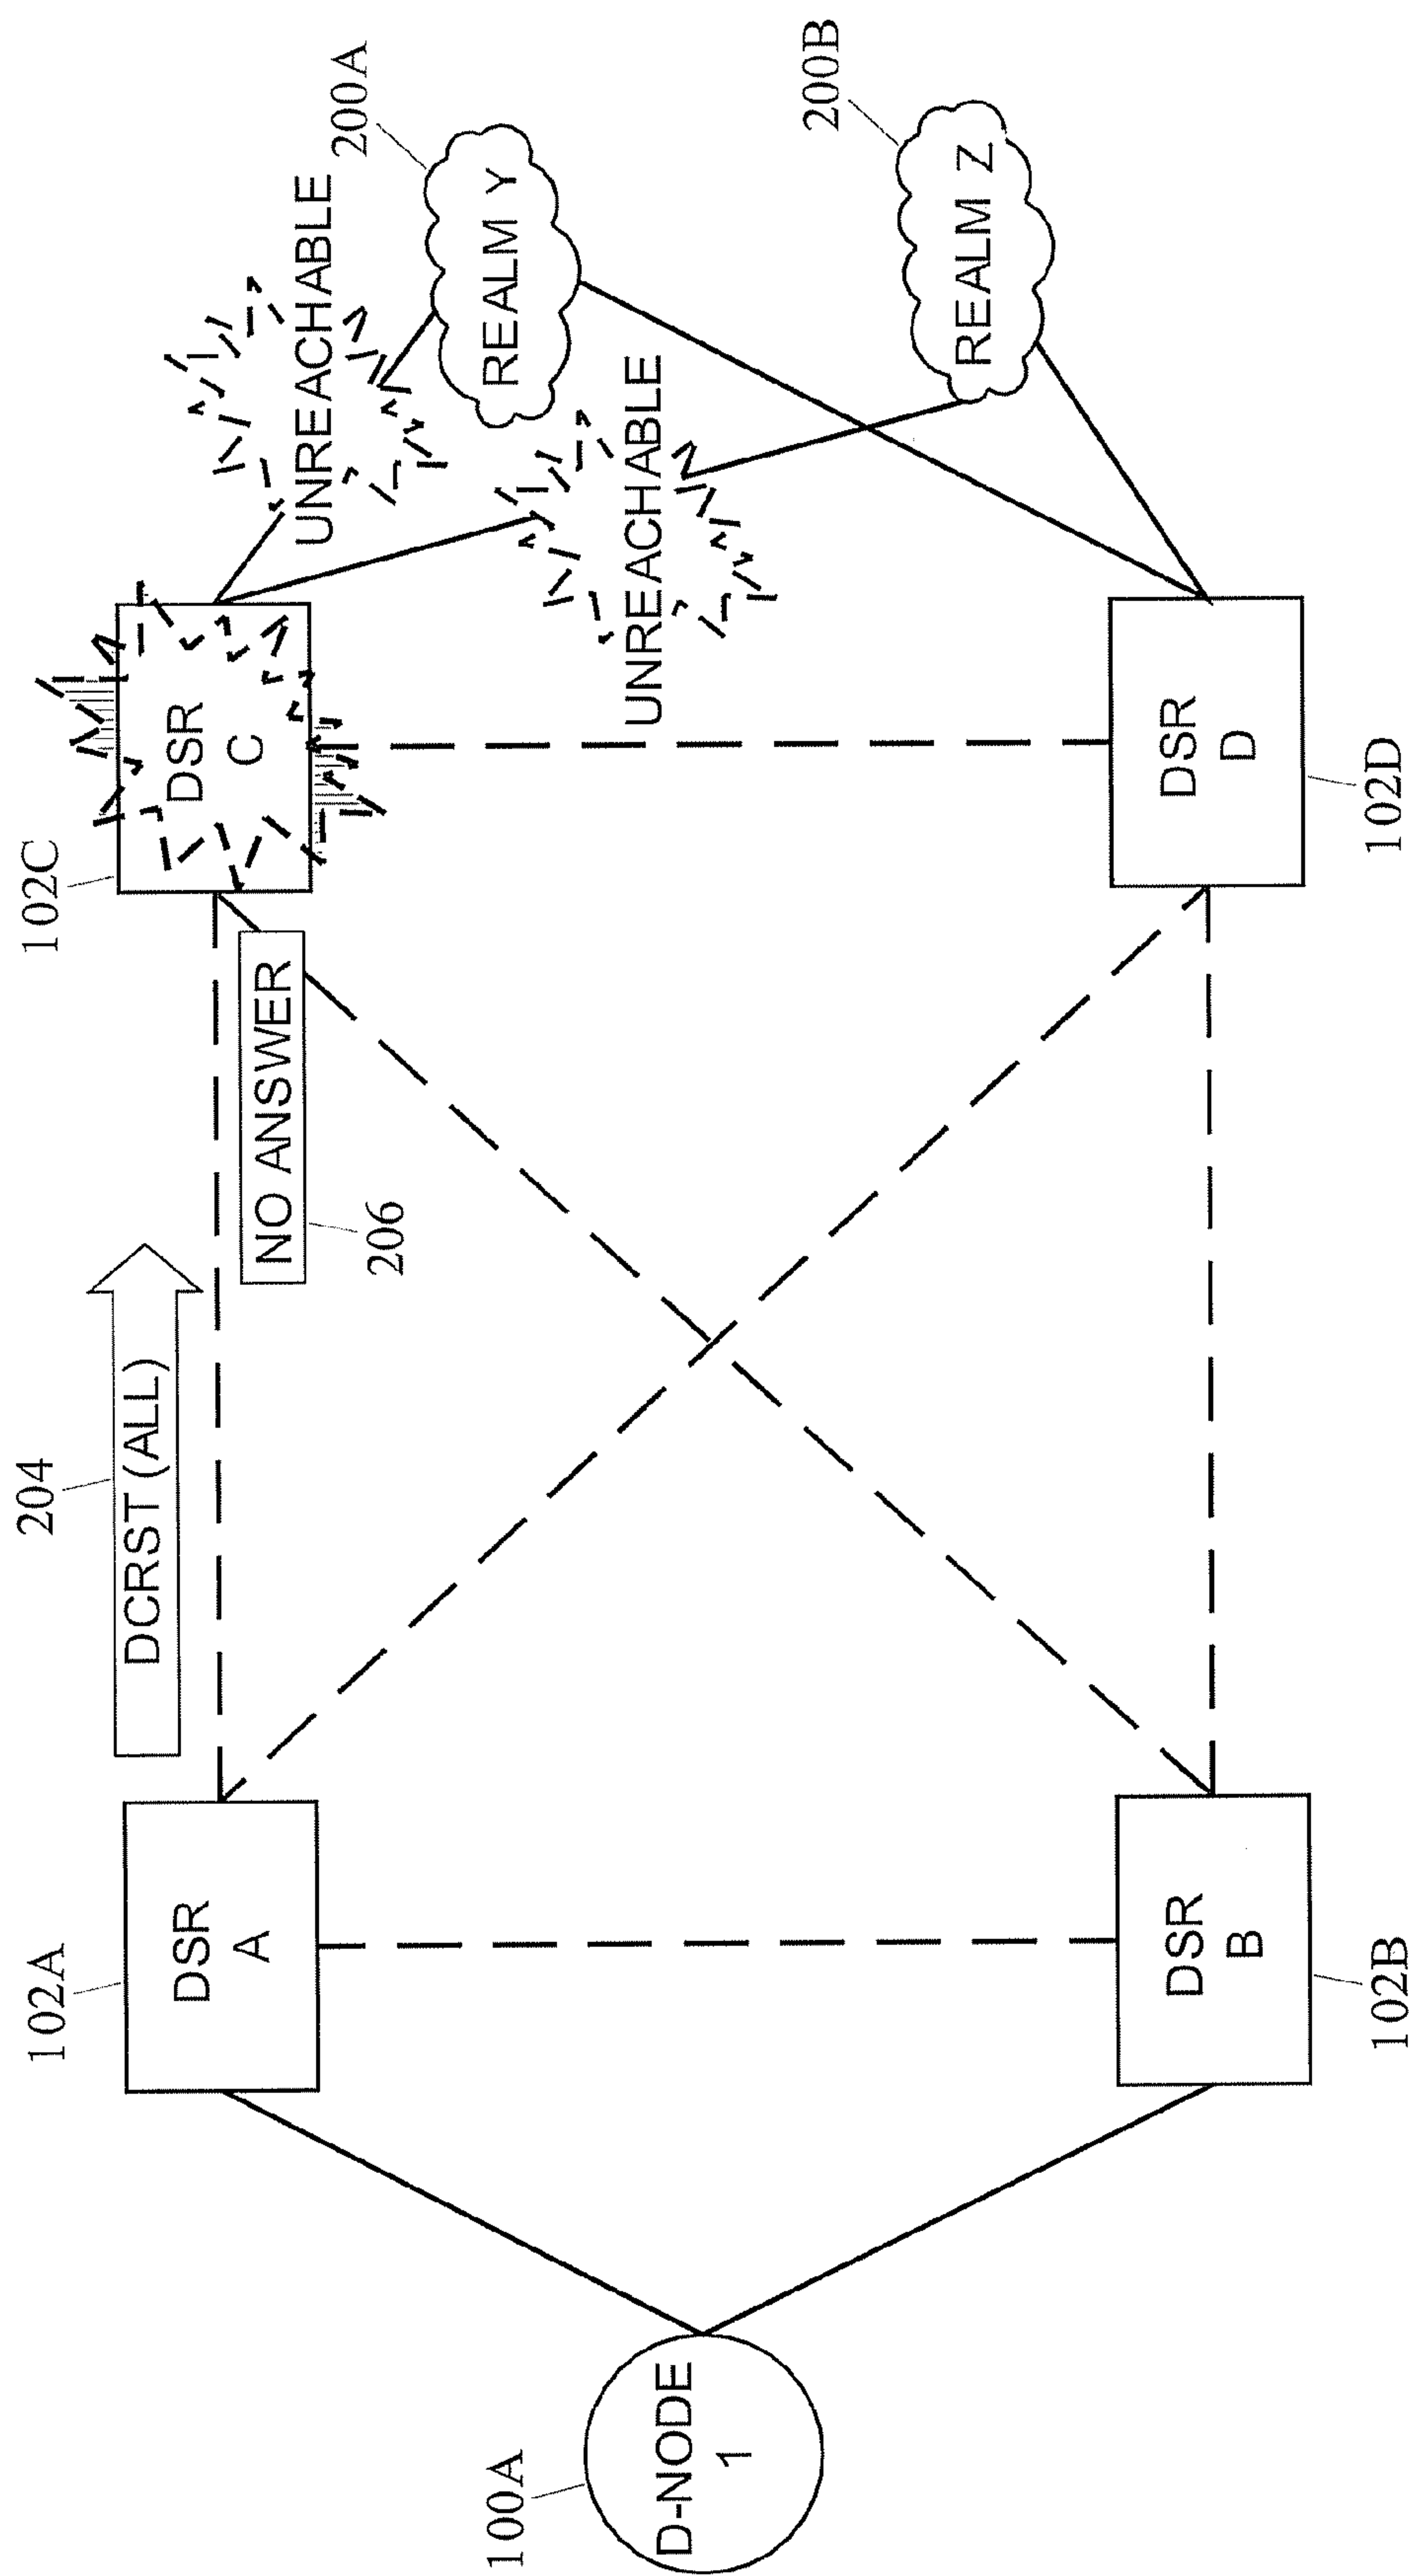 102A
204
102C
DCRST (ALL)
DSR
A
DSR
C
NO ANSWER
206
UNREACHABLE
200A
REALM Y
UNREACHABLE
100A
D-NODE
1
200B
REALM Z
DSR
B
DSR
D
102B
102D